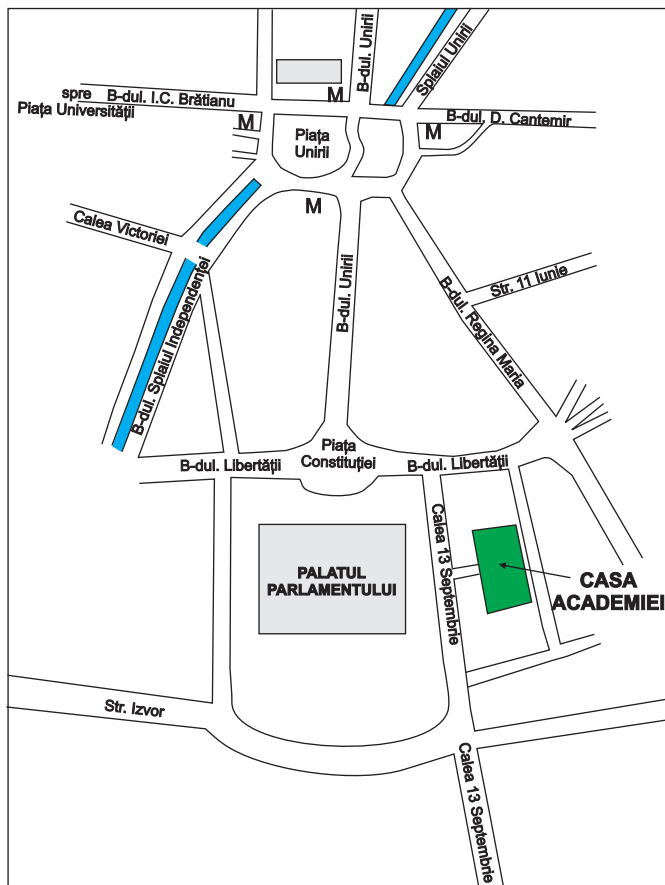 B-dul. Unirii
Splaiul Unirii
spre
Piața Universității
B-dul. I.C. Brătianu
M
B-dul. D. Cantemir
M
M
Piața
Unirii
M
Calea Victoriei
B-dul. Splaiul Independenței
B-dul. Unirii
Str. 11 Iunie
B-dul. Regina Maria
Piața
Constituției
B-dul. Libertății
B-dul. Libertății
Calea 13 Septembrie
PALATUL
PARLAMENTULUI
CASA
ACADEMIEI
Str. Izvor
Calea 13 Septembrie